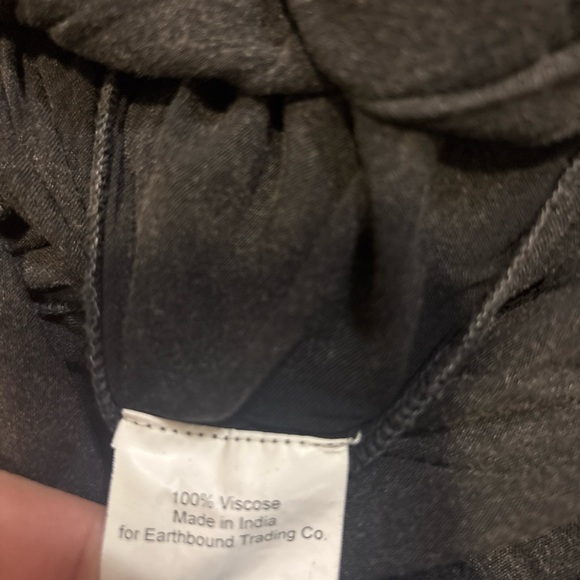 100% Viscose
Made in India
for Earthbound Trading Co.